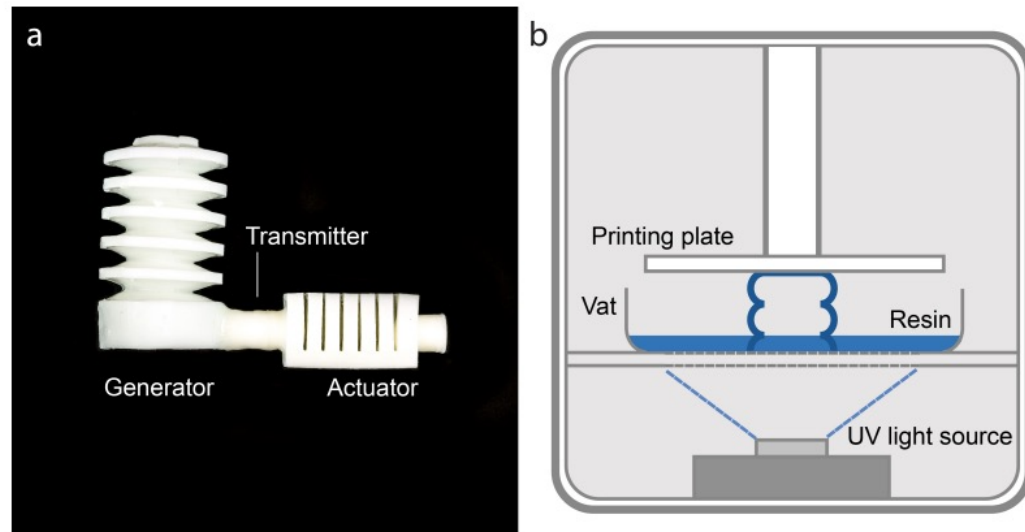 a
Transmitter
Generator
Actuator
b
Printing plate
Vat
Resin
UV light source